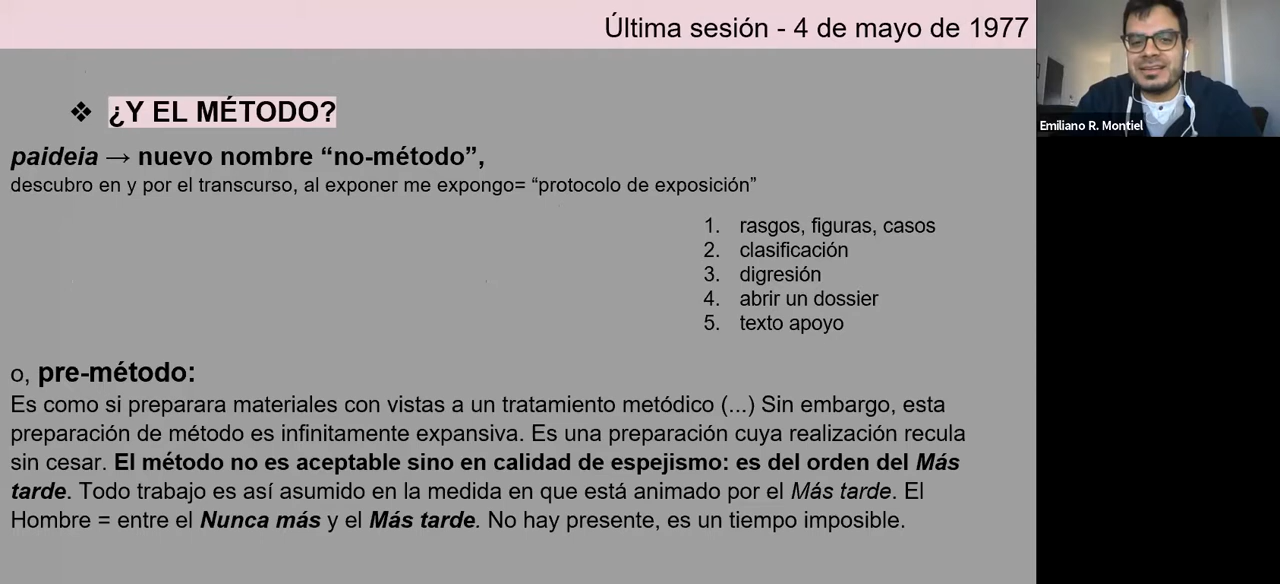 Última sesión - 4 de mayo de 1977
Emiliano R. Montiel
❖ ¿Y EL MÉTODO?
paideia → nuevo nombre “no-método”,
descubro en y por el transcurso, al exponer me expongo= “protocolo de exposición”
1. rasgos, figuras, casos
2. clasificación
3. digresión
4. abrir un dossier
5. texto apoyo
o, pre-método:
Es como si preparara materiales con vistas a un tratamiento metódico (...) Sin embargo, esta
preparación de método es infinitamente expansiva. Es una preparación cuya realización recula
sin cesar. El método no es aceptable sino en calidad de espejismo: es del orden del Más
tarde. Todo trabajo es así asumido en la medida en que está animado por el Más tarde. El
Hombre = entre el Nunca más y el Más tarde. No hay presente, es un tiempo imposible.